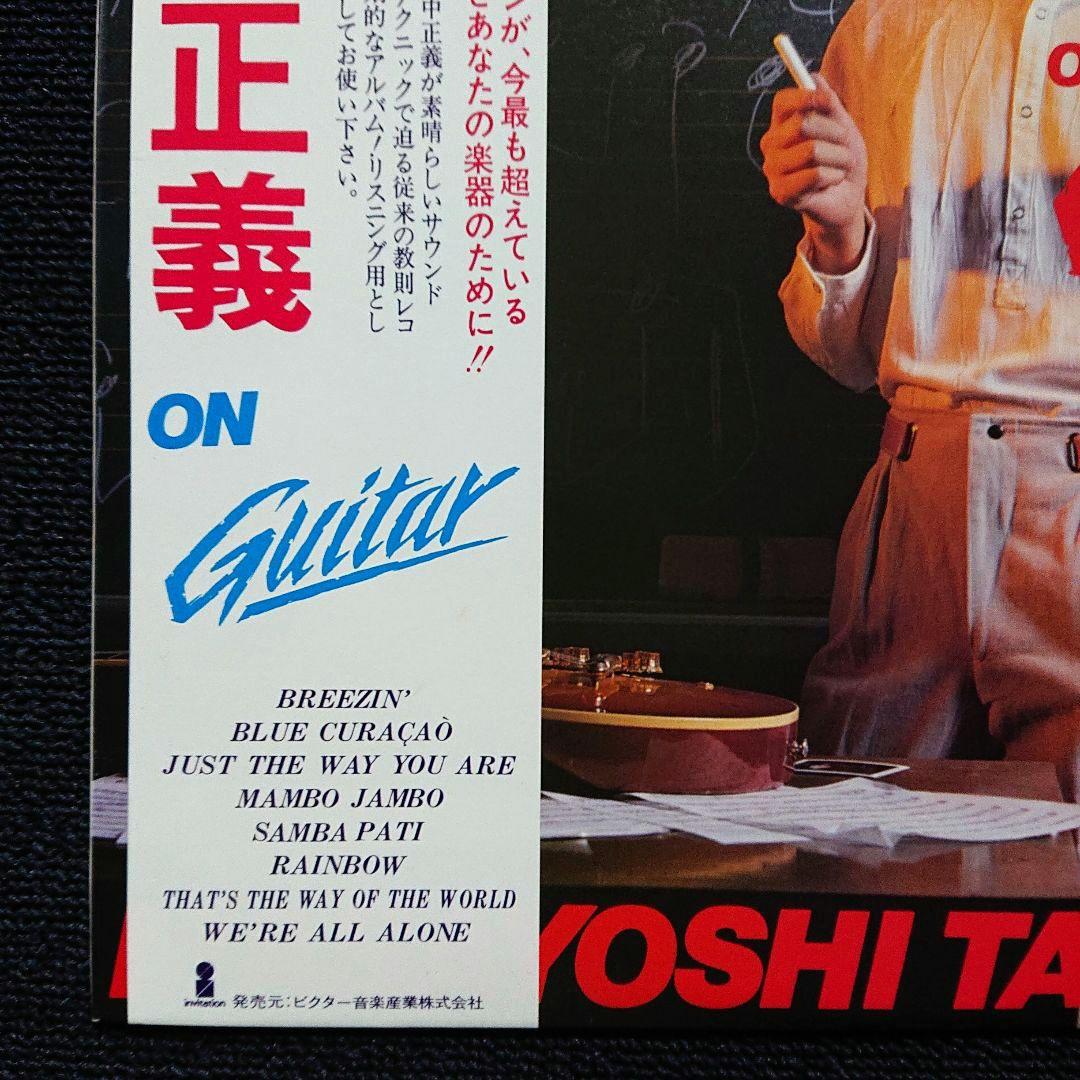 正義
ンが、今最も超えている
とあなたの楽器のために!!
中正義が素晴らしいサウンド
クニックで迫る従来の教則レコ
的なアルバム！リスニング用とし
してお使い下さい。
ON
Guitar
BREEZIN'
BLUE CURAÇAÒ
JUST THE WAY YOU ARE
MAMBO JAMBO
SAMBA PATI
RAINBOW
THAT'S THE WAY OF THE WORLD
WE'RE ALL ALONE
invitation 発売元:ビクター音楽産業株式会社
YOSHI TA